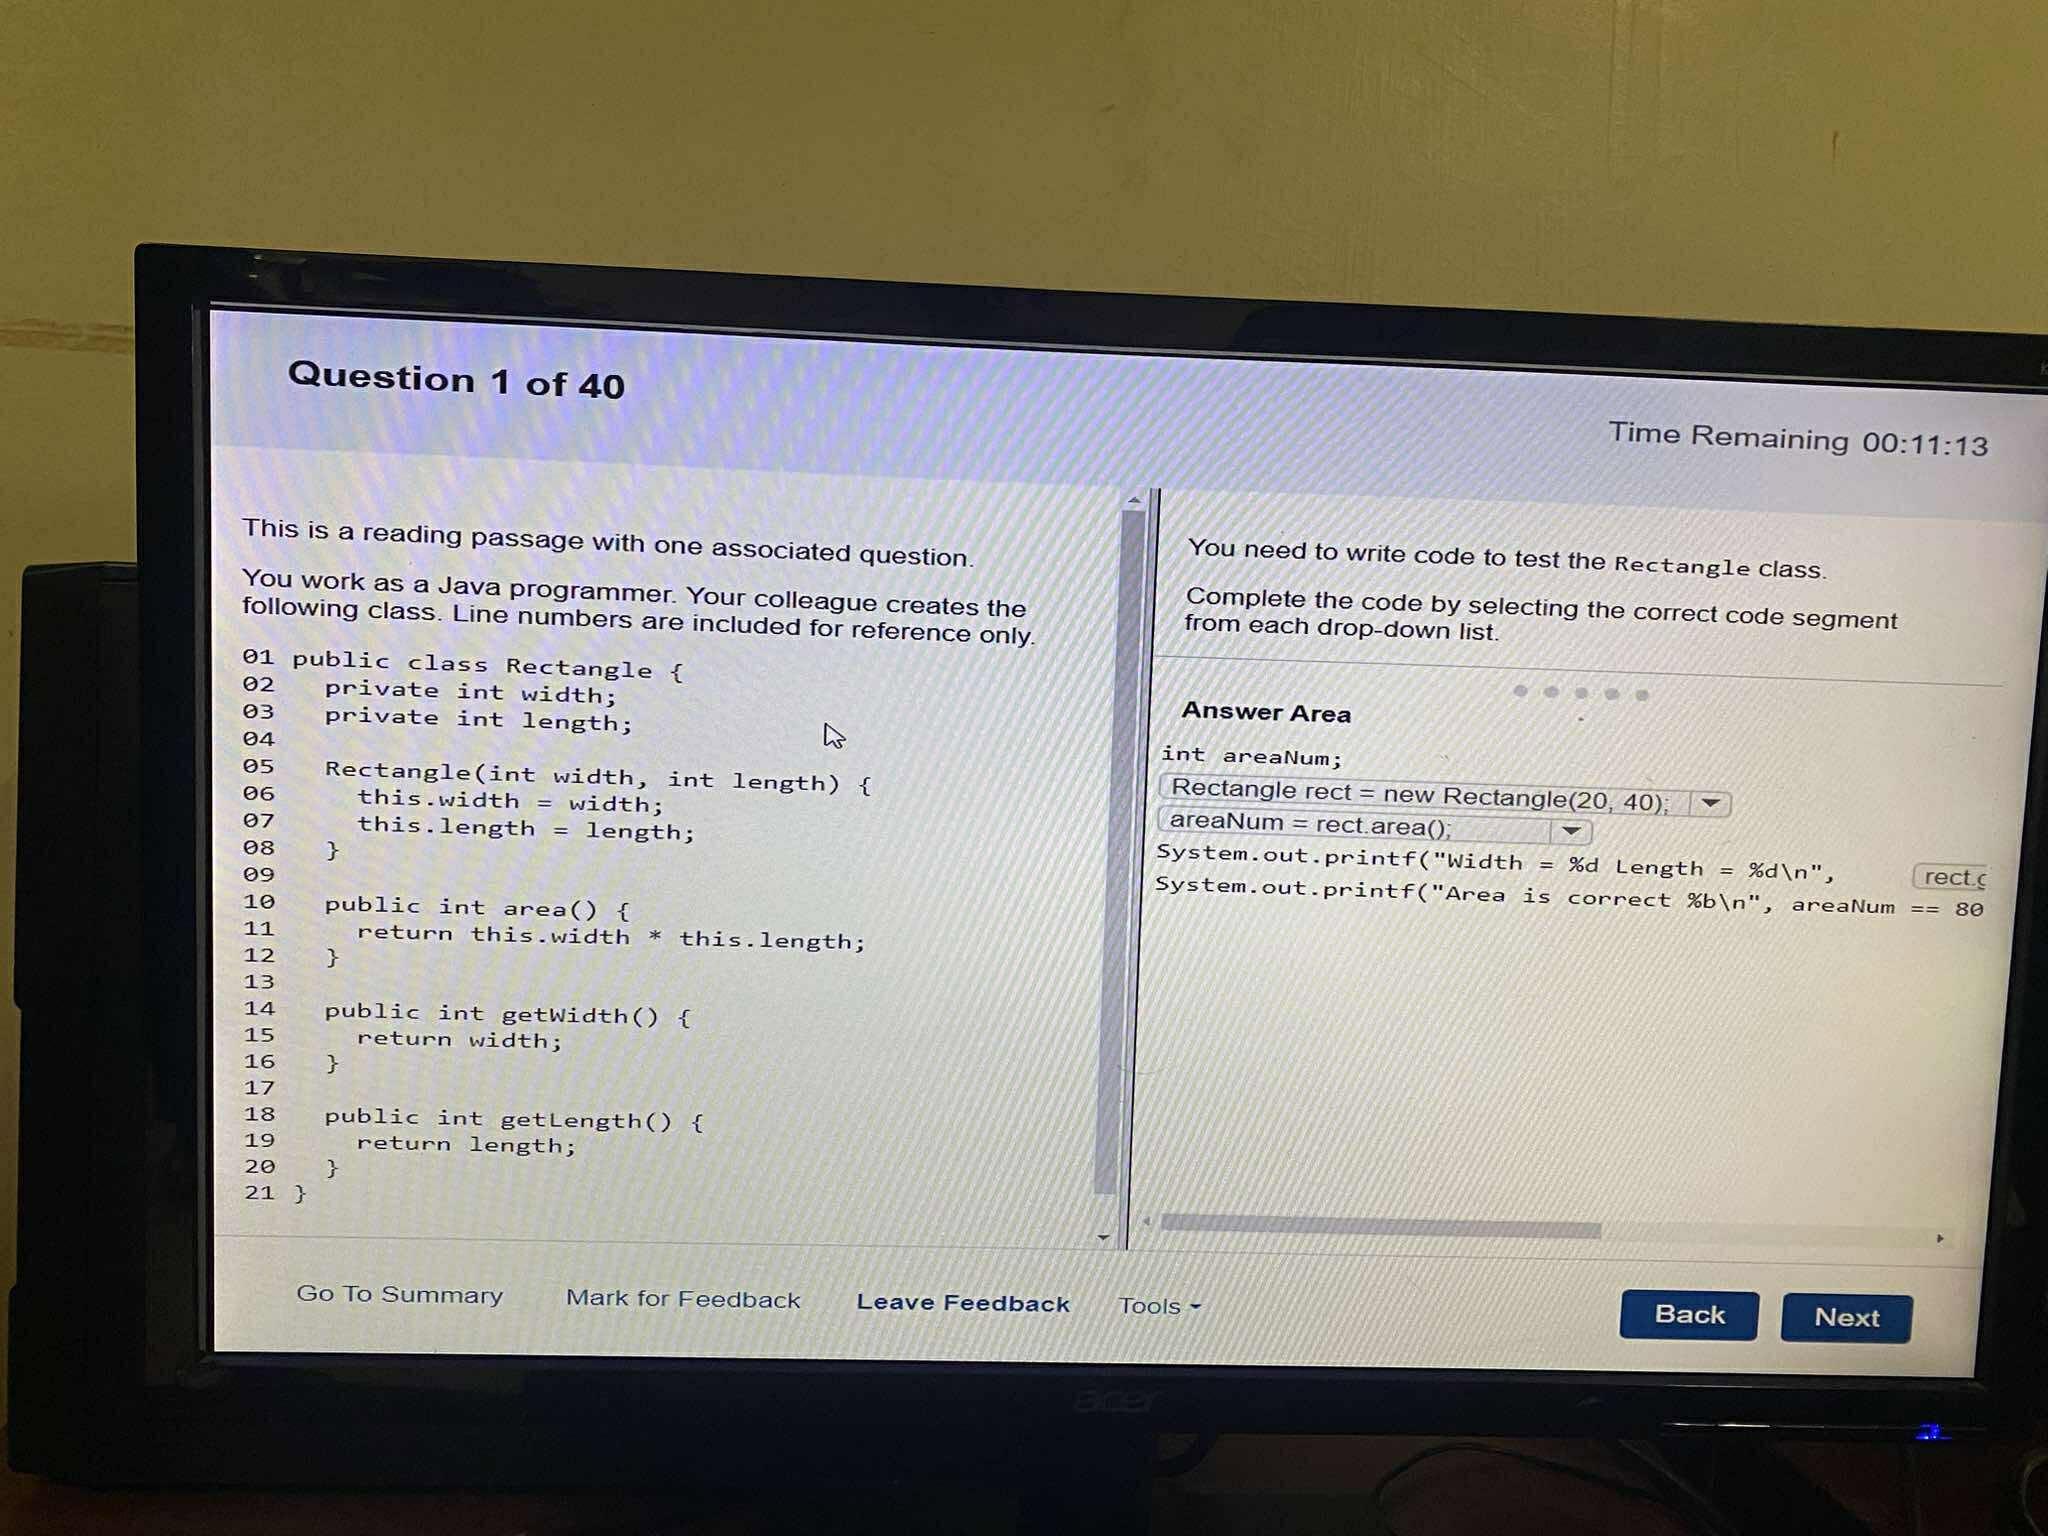 Question 1 of 40
Time Remaining 00:11:13
This is a reading passage with one associated question.
You work as a Java programmer. Your colleague creates the
following class. Line numbers are included for reference only.
01 public class Rectangle {
02   private int width;
03   private int length;
04
05   Rectangle(int width, int length) {
06     this.width = width;
07     this.length = length;
08   }
09
10   public int area() {
11     return this.width * this.length;
12   }
13
14   public int getWidth() {
15     return width;
16   }
17
18   public int getLength() {
19     return length;
20   }
21 }
You need to write code to test the Rectangle class.
Complete the code by selecting the correct code segment
from each drop-down list.
Answer Area
int areaNum;
Rectangle rect = new Rectangle(20, 40);
areaNum = rect.area();
System.out.printf("Width = %d Length = %d\n", rect.g
System.out.printf("Area is correct %b\n", areaNum == 80
Go To Summary Mark for Feedback Leave Feedback Tools Back Next
acer